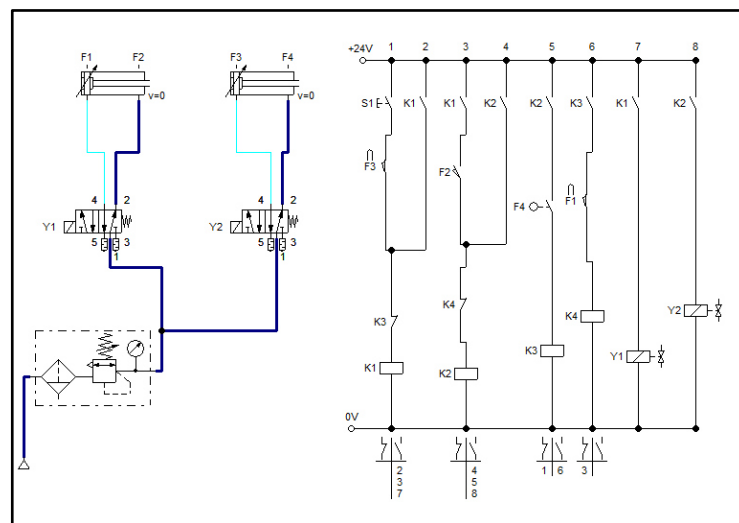 F1 F2
F3 F4
v=0
v=0
4 2
4 2
Y1
5 3
1
Y2
5 3
1
1 2 3 4 5 6 7 8
+24V
S1 K1 K1 K2 K2 K3 K1 K2
F3 F2 F4 F1
K3 K4
K1 K2 K3 K4 Y1 Y2
0V
2 4 1 6 3
3 5
7 8